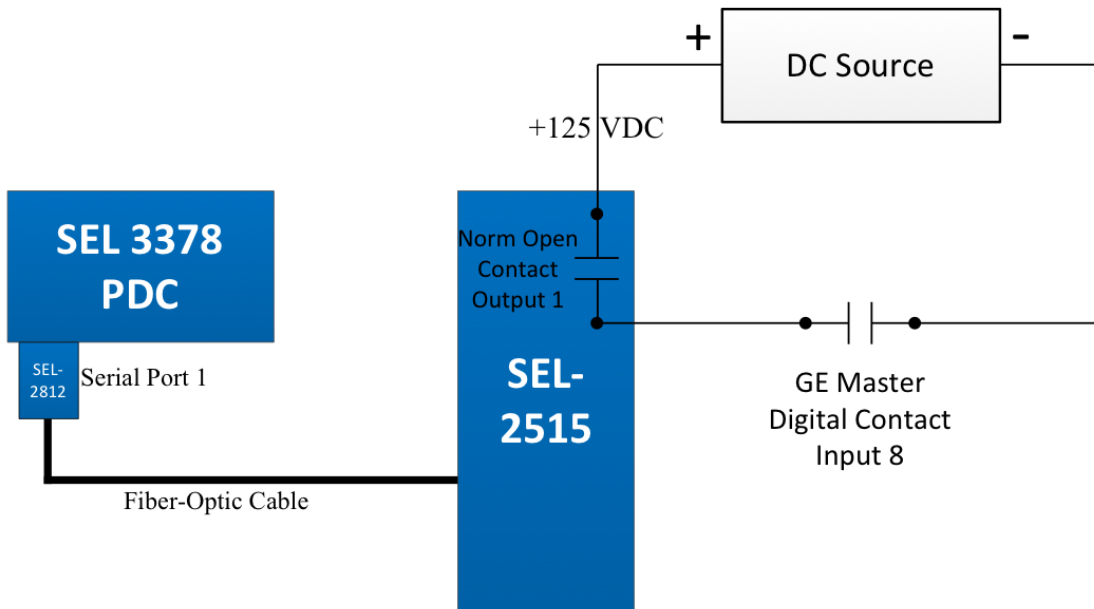 +
DC Source
-
+125 VDC
SEL 3378
PDC
SEL-
2812
Serial Port 1
Fiber-Optic Cable
Norm Open
Contact
Output 1
SEL-
2515
GE Master
Digital Contact
Input 8